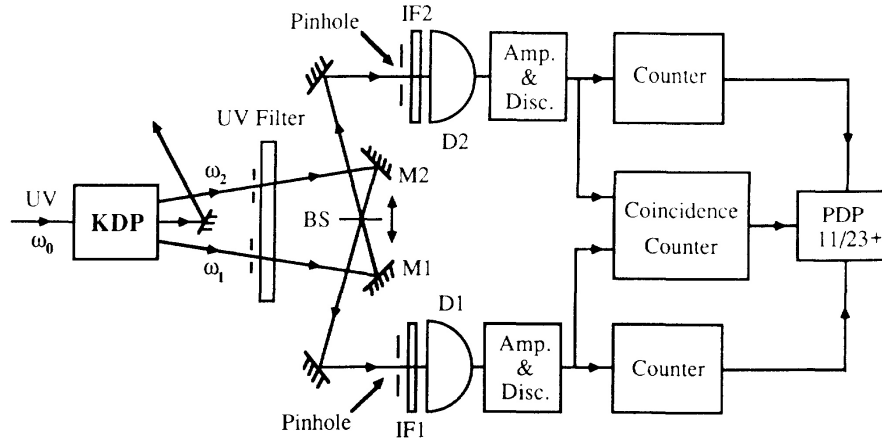 Pinhole
IF2
Amp.
&
Disc.
Counter
D2
UV Filter
ω2
M2
UV
KDP
BS
ω0
Coincidence
Counter
PDP
11/23+
ω1
M1
D1
Amp.
&
Disc.
Counter
Pinhole
IF1